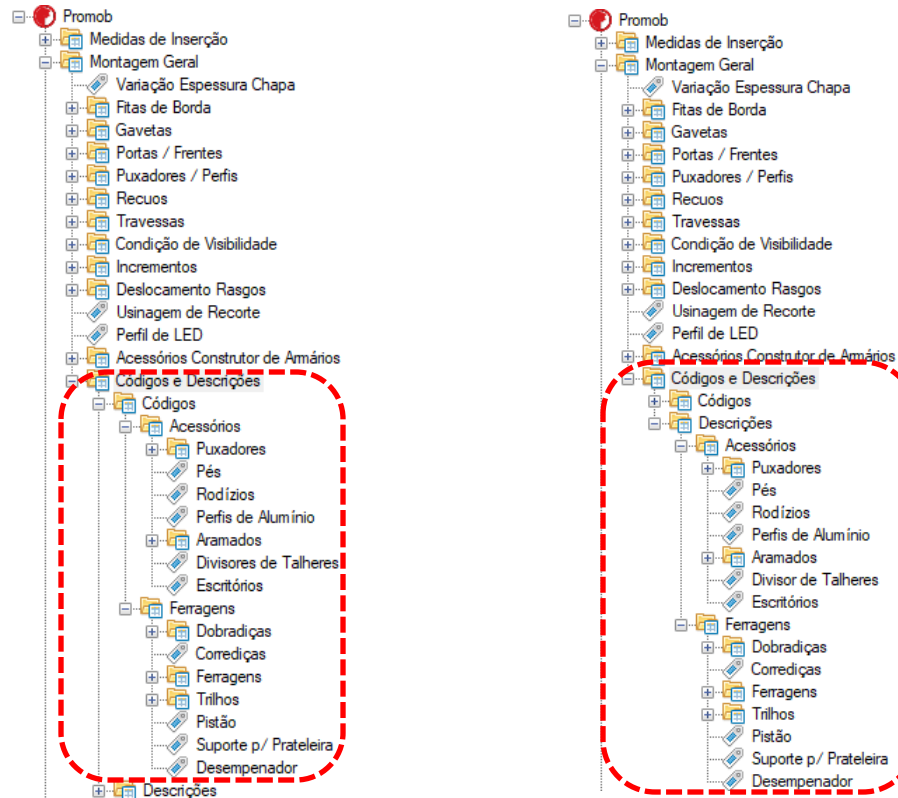 Promob
Medidas de Inserção
Montagem Geral
Variação Espessura Chapa
Fitas de Borda
Gavetas
Portas / Frentes
Puxadores / Perfis
Recuos
Travessas
Condição de Visibilidade
Incrementos
Deslocamento Rasgos
Usinagem de Recorte
Perfil de LED
Acessórios Construtor de Armários
Códigos e Descrições
Códigos
Acessórios
Puxadores
Pés
Rodízios
Perfis de Alumínio
Aramados
Divisores de Talheres
Escritórios
Ferragens
Dobradiças
Corrediças
Ferragens
Trilhos
Pistão
Suporte p/ Prateleira
Desempenador
Descrições
Promob
Medidas de Inserção
Montagem Geral
Variação Espessura Chapa
Fitas de Borda
Gavetas
Portas / Frentes
Puxadores / Perfis
Recuos
Travessas
Condição de Visibilidade
Incrementos
Deslocamento Rasgos
Usinagem de Recorte
Perfil de LED
Acessórios Construtor de Armários
Códigos e Descrições
Códigos
Descrições
Acessórios
Puxadores
Pés
Rodízios
Perfis de Alumínio
Aramados
Divisor de Talheres
Escritórios
Ferragens
Dobradiças
Corrediças
Ferragens
Trilhos
Pistão
Suporte p/ Prateleira
Desempenador